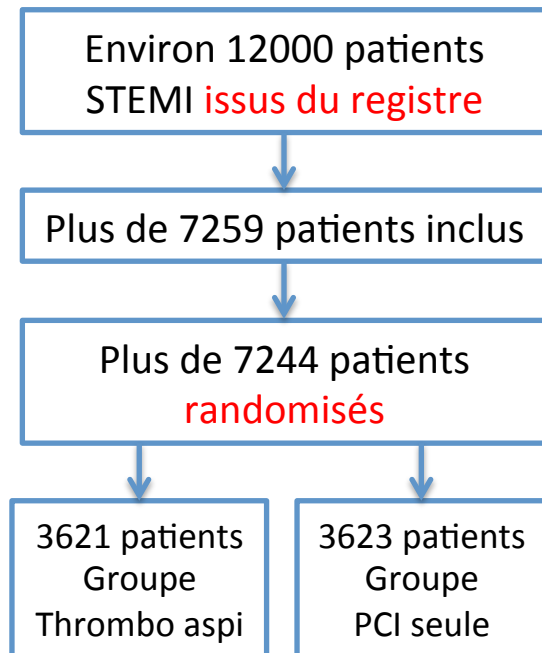 Environ 12000 patients
STEMI issus du registre
Plus de 7259 patients inclus
Plus de 7244 patients
randomisés
3621 patients
Groupe
Thrombo aspi
3623 patients
Groupe
PCI seule